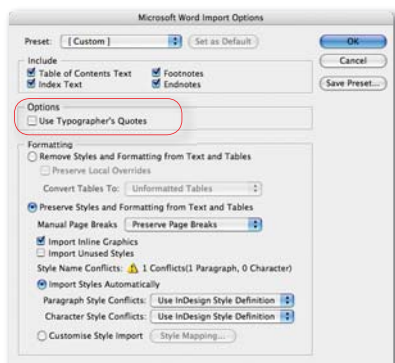 Microsoft Word Import Options
Preset: [Custom] Set as Default OK
Include Cancel
Table of Contents Text Footnotes
Index Text Endnotes Save Preset...
Options
Use Typographer's Quotes
Formatting
Remove Styles and Formatting from Text and Tables
Preserve Local Overrides
Convert Tables To: Unformatted Tables
Preserve Styles and Formatting from Text and Tables
Manual Page Breaks Preserve Page Breaks
Import Inline Graphics
Import Unused Styles
Style Name Conflicts: 1 Conflicts(1 Paragraph, 0 Character)
Import Styles Automatically
Paragraph Style Conflicts: Use InDesign Style Definition
Character Style Conflicts: Use InDesign Style Definition
Customise Style Import Style Mapping...